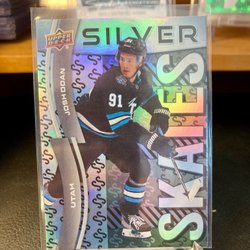 UPPER DECK
SILVER
SKATES
JOSH DOAN
UTAH
91